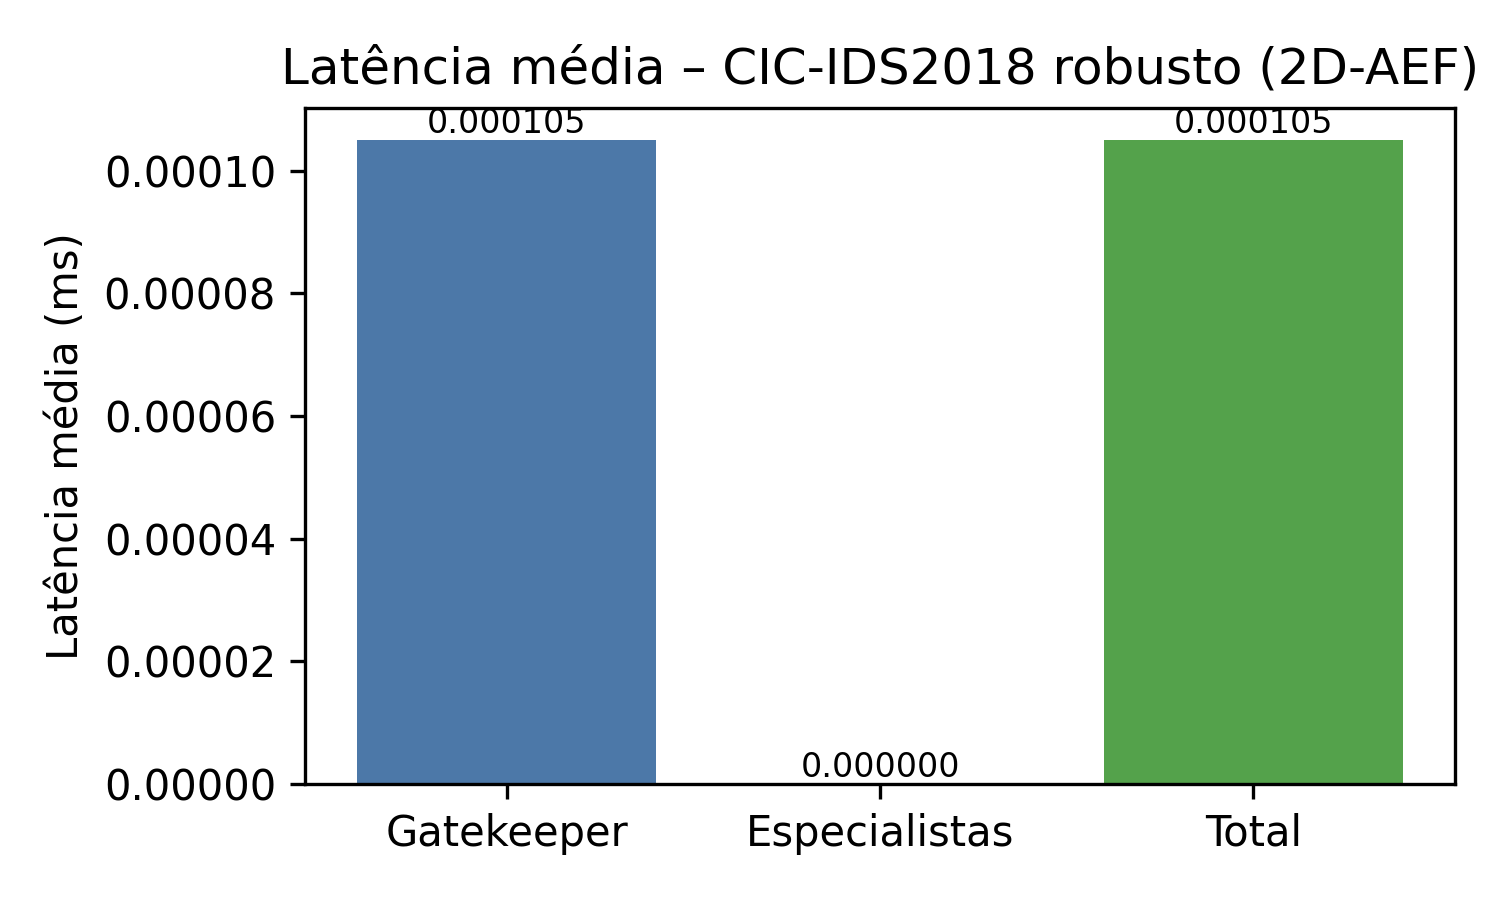 Latência média – CIC-IDS2018 robusto (2D-AEF)
Latência média (ms)
0.00010
0.00008
0.00006
0.00004
0.00002
0.00000
0.000105
0.000000
0.000105
Gatekeeper
Especialistas
Total